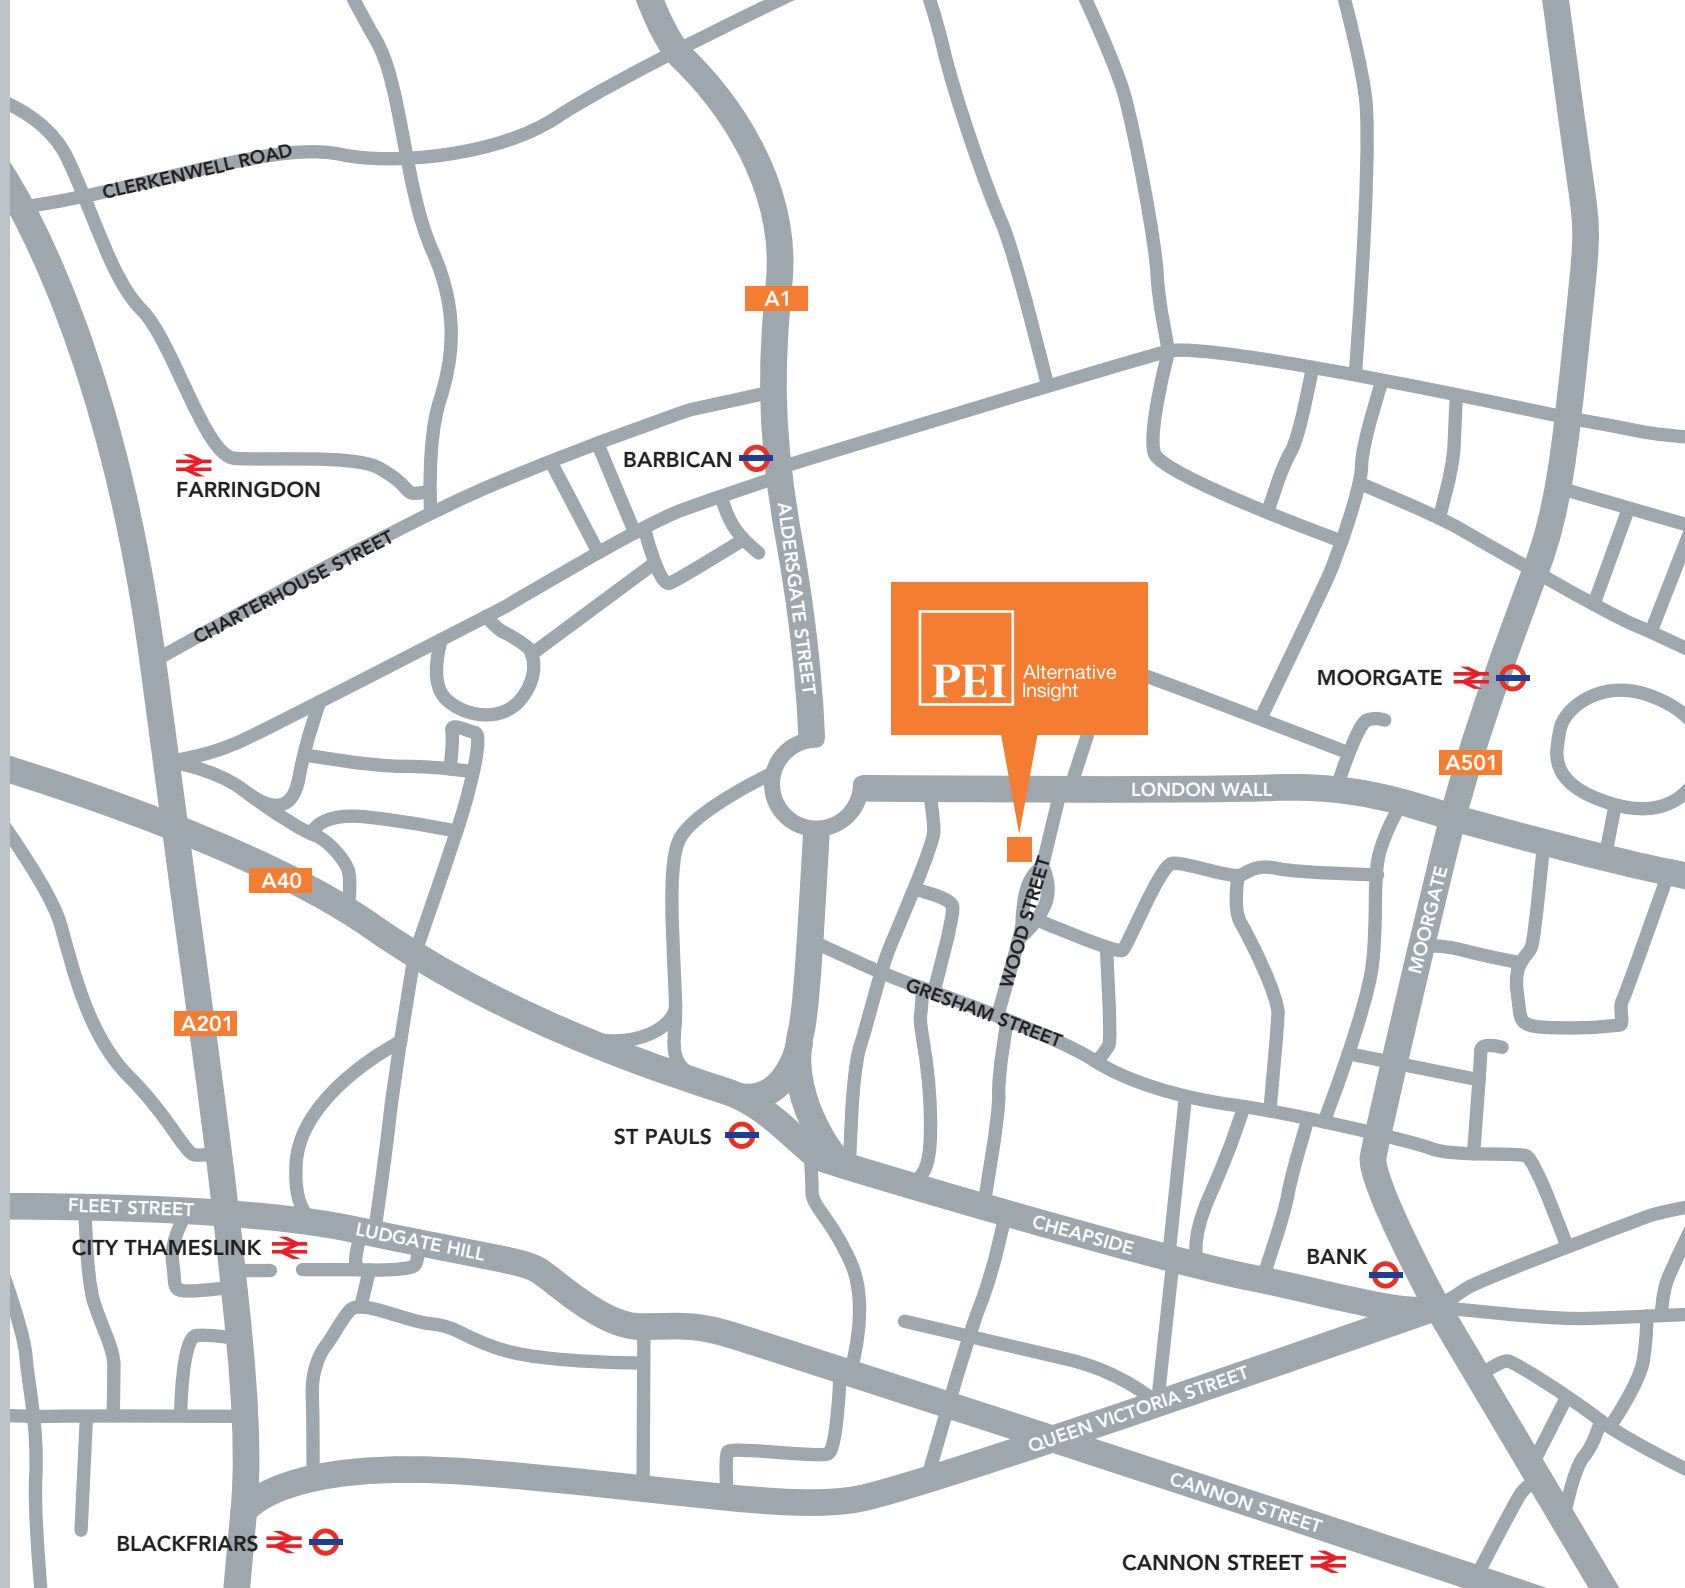 CLERKENWELL ROAD
A1
BARBICAN
FARRINGDON
CHARTERHOUSE STREET
ALDERSGATE STREET
PEI
Alternative
Insight
MOORGATE
A501
LONDON WALL
A40
WOOD STREET
MOORGATE
GRESHAM STREET
A201
ST PAULS
FLEET STREET
LUDGATE HILL
CITY THAMESLINK
CHEAPSIDE
BANK
QUEEN VICTORIA STREET
CANNON STREET
BLACKFRIARS
CANNON STREET